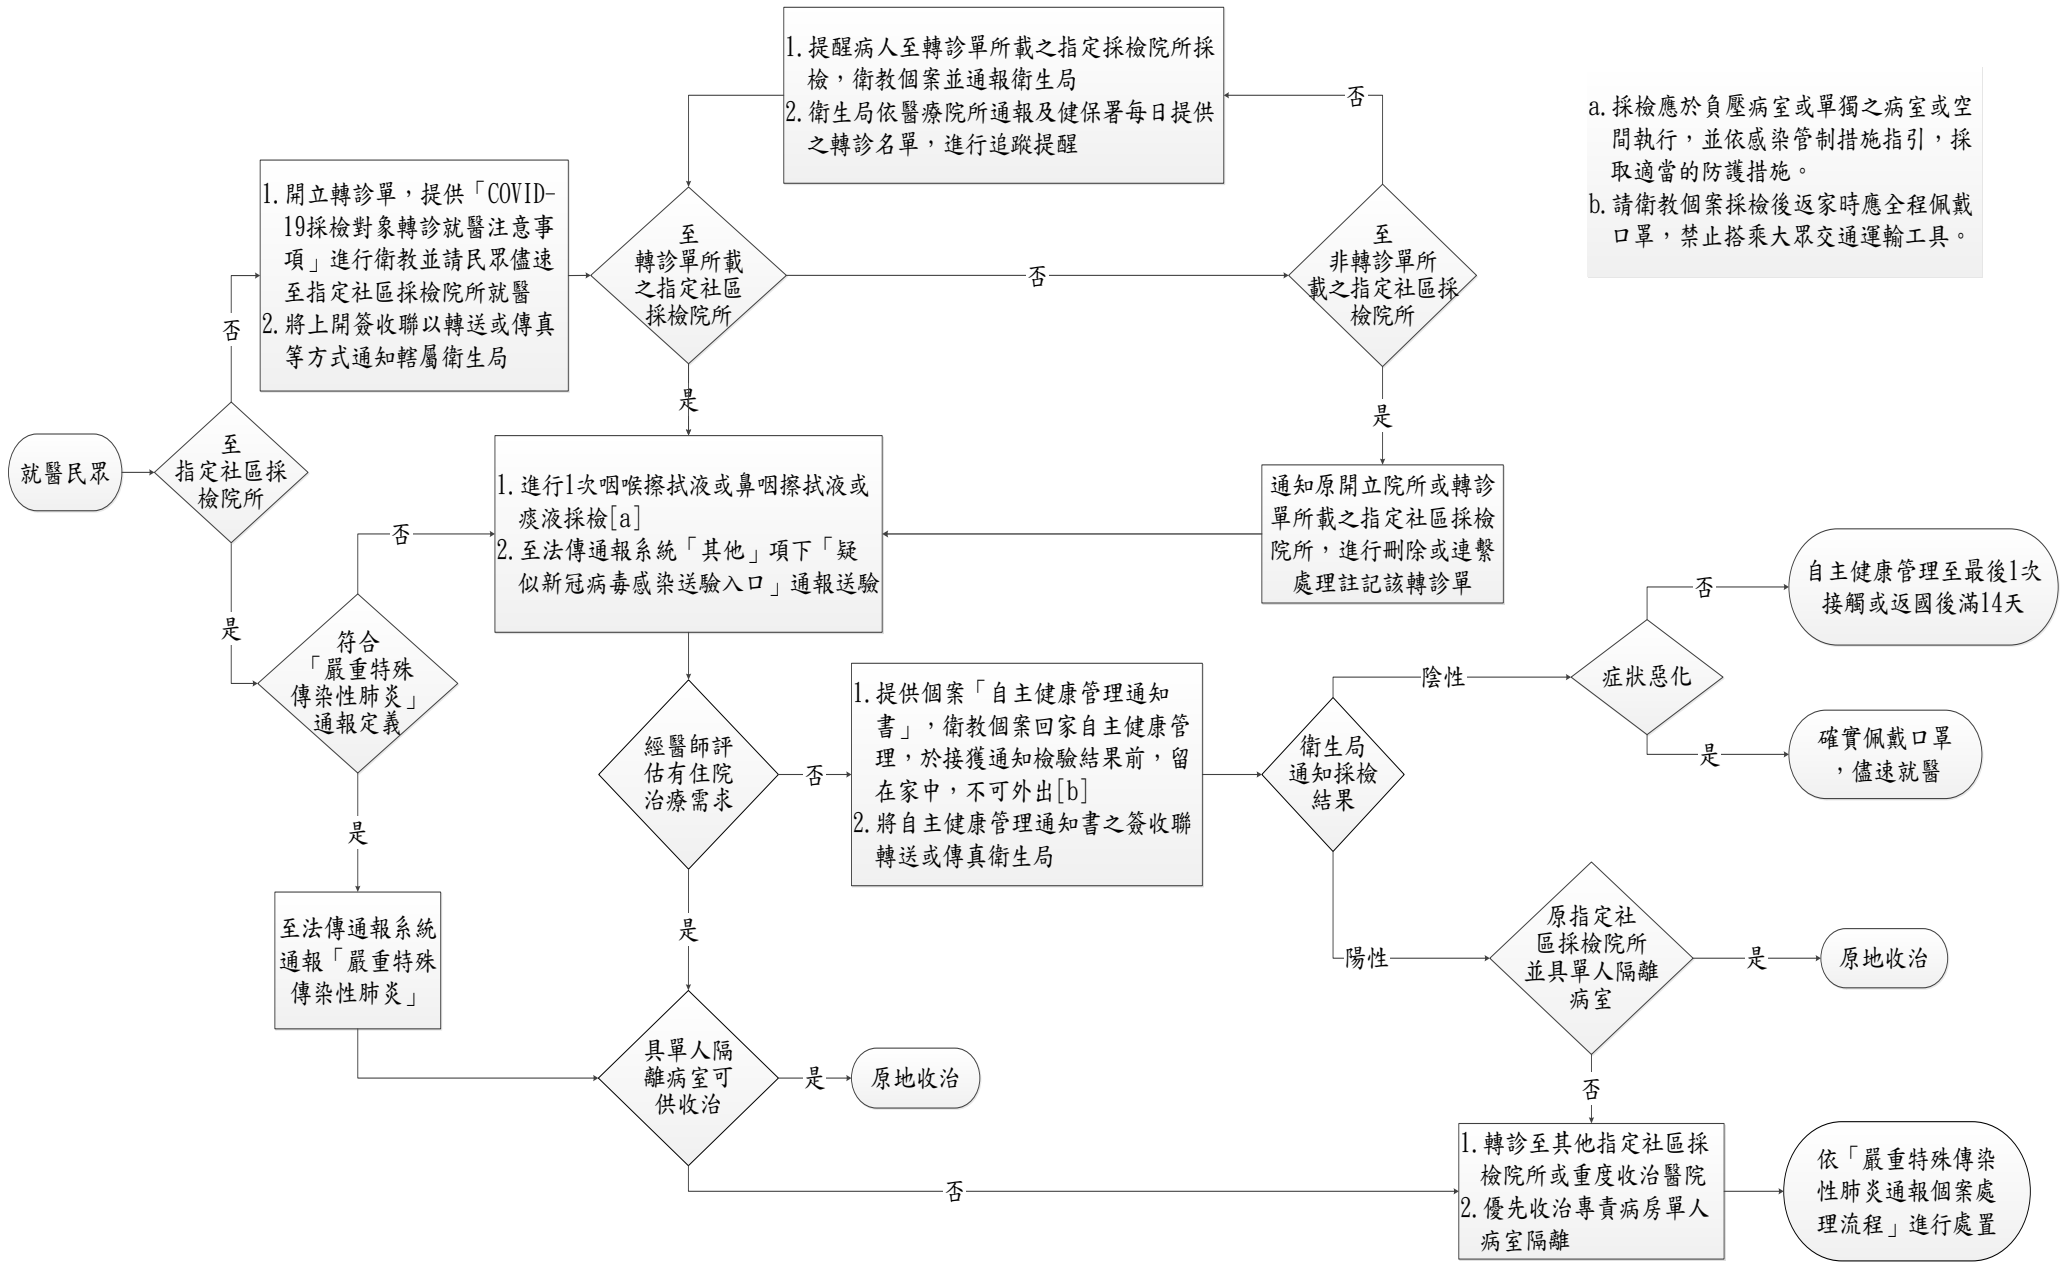 1.提醒病人至轉診單所載之指定採檢院所採
檢，衛教個案並通報衛生局
2.衛生局依醫療院所通報及健保署每日提供
之轉診名單，進行追蹤提醒
否
a.採檢應於負壓病室或單獨之病室或空
間執行，並依感染管制措施指引，採
取適當的防護措施。
b.請衛教個案採檢後返家時應全程佩戴
口罩，禁止搭乘大眾交通運輸工具。
1.開立轉診單，提供「COVID-
19採檢對象轉診就醫注意事
項」進行衛教並請民眾儘速
至指定社區採檢院所就醫
2.將上開簽收聯以轉送或傳真
等方式通知轄屬衛生局
至
轉診單所載
之指定社區
採檢院所
否
至
非轉診單所
載之指定社區採
檢院所
否
是
是
就醫民眾
至
指定社區採
檢院所
1.進行1次咽喉擦拭液或鼻咽擦拭液或
痰液採檢[a]
2.至法傳通報系統「其他」項下「疑
似新冠病毒感染送驗入口」通報送驗
通知原開立院所或轉診
單所載之指定社區採檢
院所，進行刪除或連繫
處理註記該轉診單
否
是
符合
「嚴重特殊
傳染性肺炎」
通報定義
否
自主健康管理至最後1次
接觸或返國後滿14天
陰性
症狀惡化
是
確實佩戴口罩
，儘速就醫
經醫師評
估有住院
治療需求
否
1.提供個案「自主健康管理通知
書」，衛教個案回家自主健康管
理，於接獲通知檢驗結果前，留
在家中，不可外出[b]
2.將自主健康管理通知書之簽收聯
轉送或傳真衛生局
衛生局
通知採檢
結果
是
是
陽性
原指定社
區採檢院所
並具單人隔離
病室
是
原地收治
至法傳通報系統
通報「嚴重特殊
傳染性肺炎」
具單人隔
離病室可
供收治
是
原地收治
否
否
1.轉診至其他指定社區採
檢院所或重度收治醫院
2.優先收治專責病房單人
病室隔離
依「嚴重特殊傳染
性肺炎通報個案處
理流程」進行處置